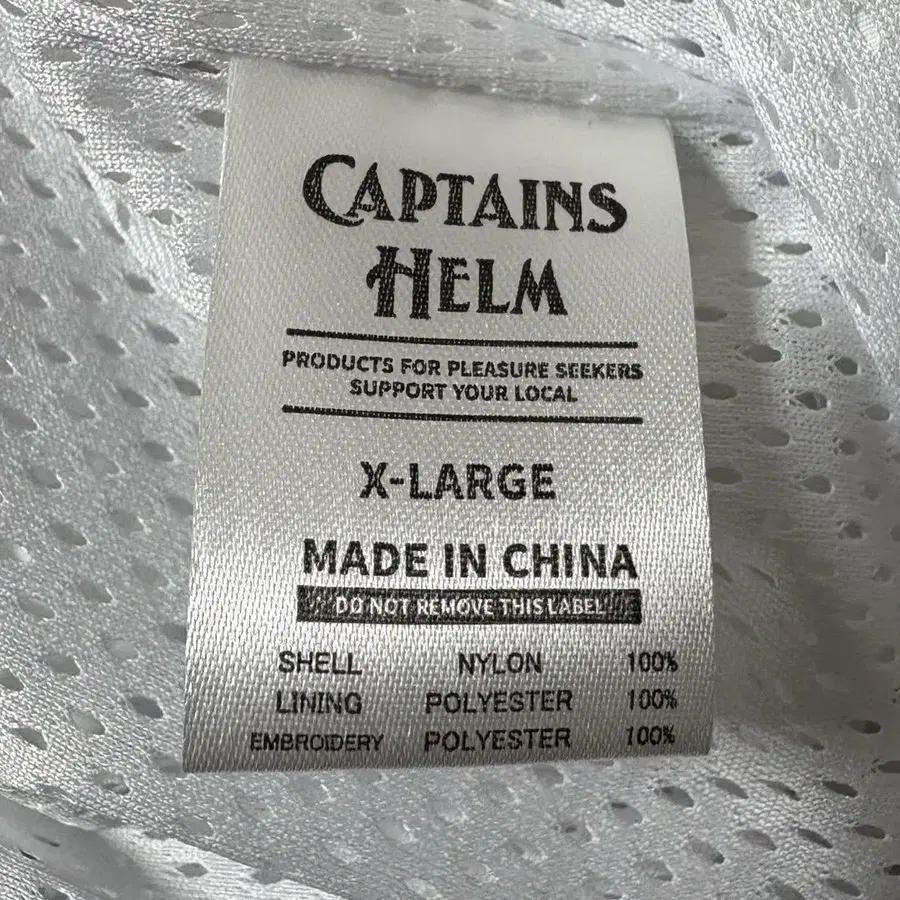 CAPTAINS
HELM
PRODUCTS FOR PLEASURE SEEKERS
SUPPORT YOUR LOCAL
X-LARGE
MADE IN CHINA
DO NOT REMOVE THIS LABEL
SHELL NYLON 100%
LINING POLYESTER 100%
EMBROIDERY POLYESTER 100%